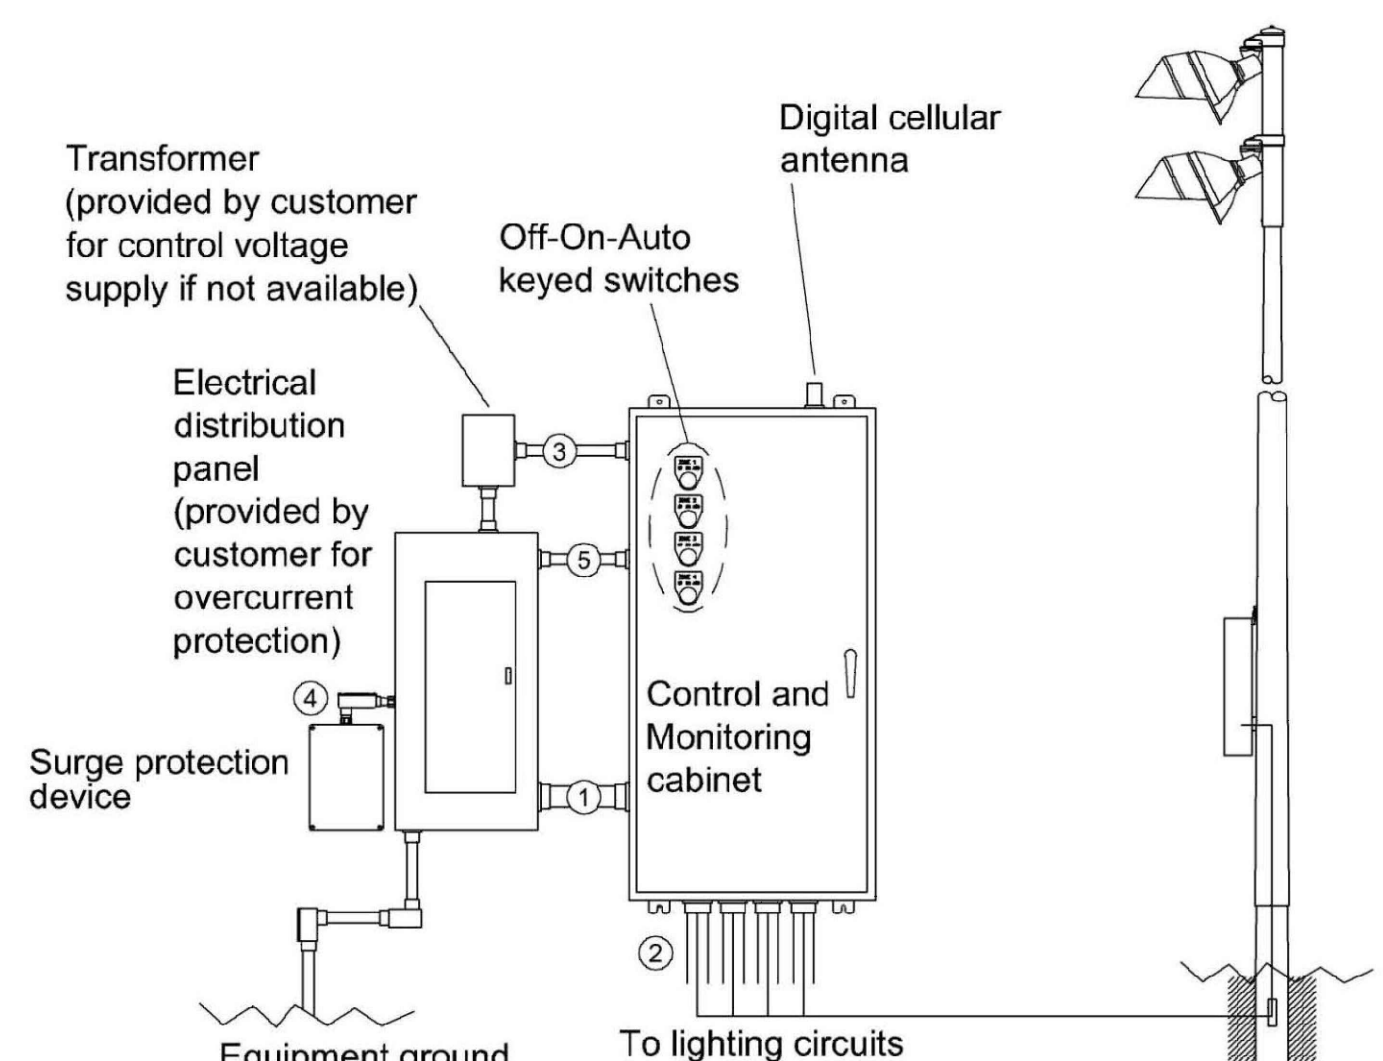 Digital cellular
antenna
Transformer
(provided by customer
for control voltage
supply if not available)
Off-On-Auto
keyed switches
Electrical
distribution
panel
(provided by
customer for
overcurrent
protection)
3
5
4
Surge protection
device
1
Control and
Monitoring
cabinet
2
To lighting circuits
Equipment ground